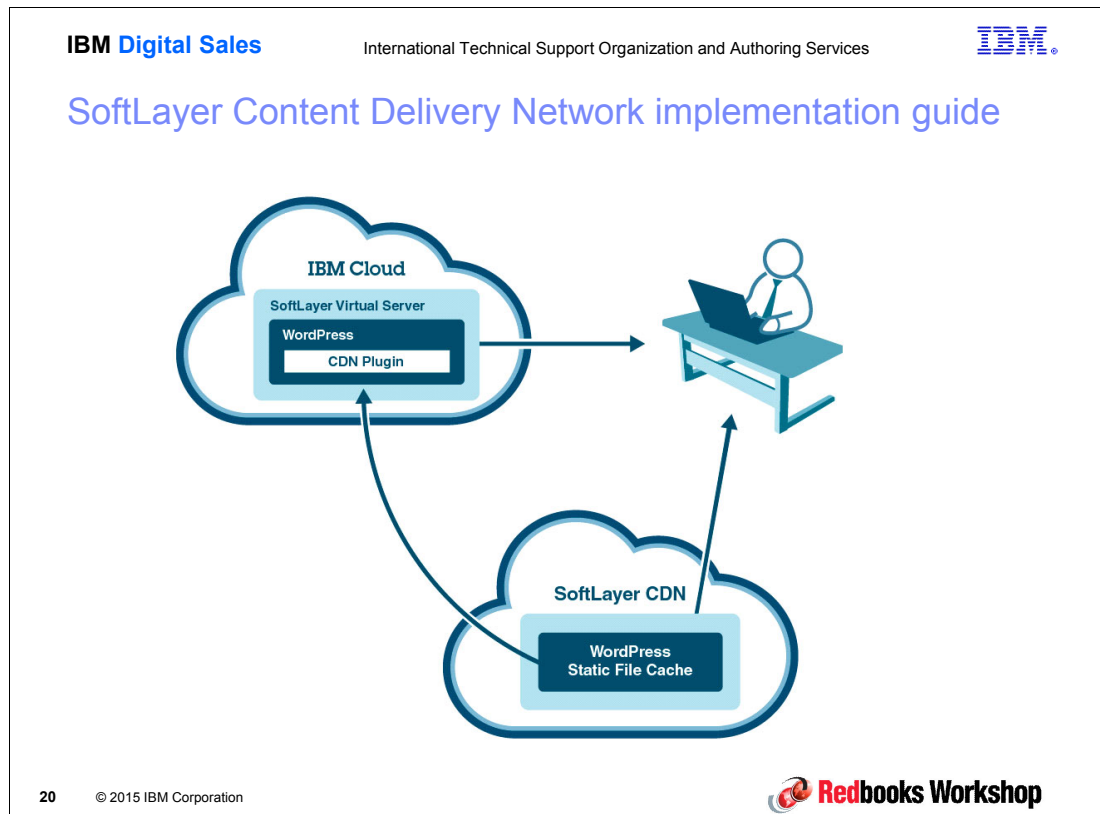 IBM Digital Sales
International Technical Support Organization and Authoring Services
IBM®
SoftLayer Content Delivery Network implementation guide
IBM Cloud
SoftLayer Virtual Server
WordPress
CDN Plugin
SoftLayer CDN
WordPress
Static File Cache
20
© 2015 IBM Corporation
Redbooks Workshop